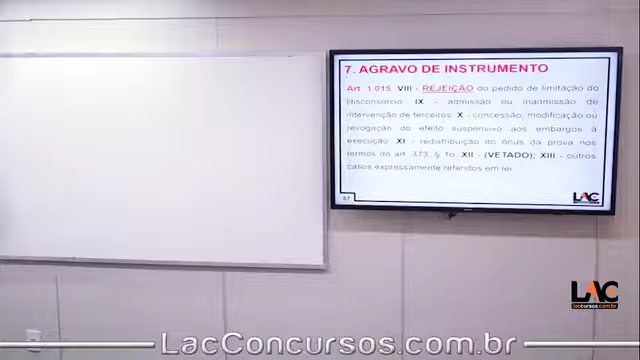 7. AGRAVO DE INSTRUMENTO
Art. 1.015. VIII - REJEIÇÃO do pedido de limitação do
litisconsórcio IX - admissão ou inadmissão de
intervenção de terceiros X - concessão, modificação ou
revogação do efeito suspensivo aos embargos à
execução XI - redistribuição do ônus da prova nos
termos do art. 373, § 1o; XII - (VETADO); XIII - outros
casos expressamente referidos em lei
57
LAC
LAC
lacconcursos.com.br
LacConcursos.com.br